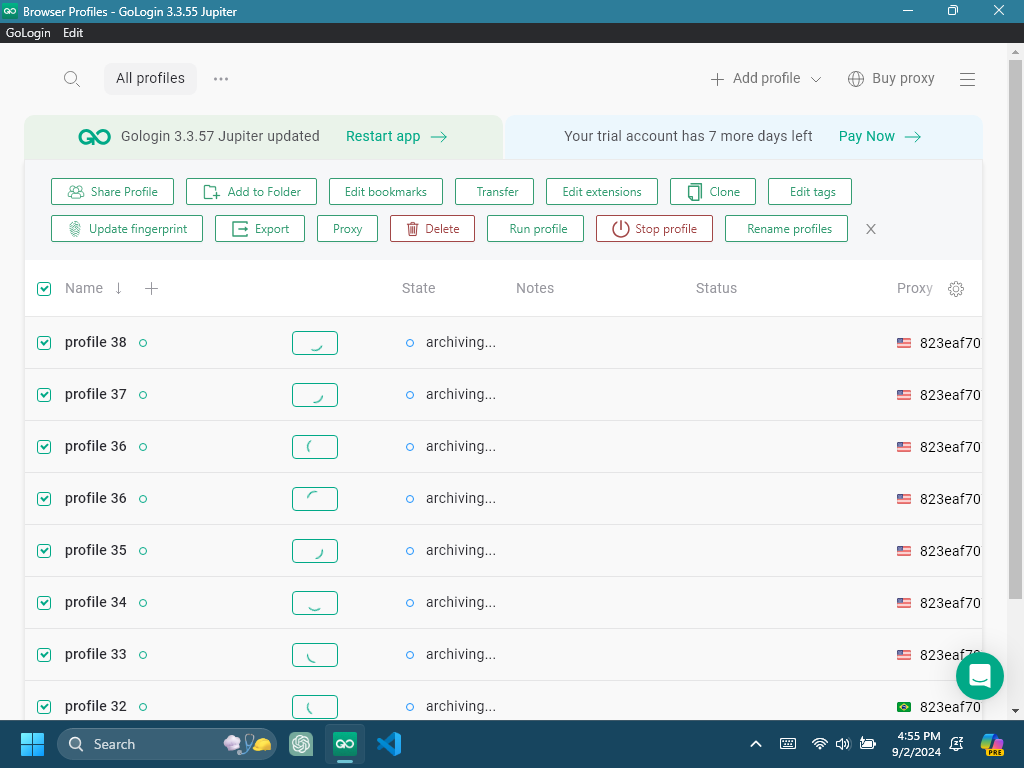 Browser Profiles - GoLogin 3.3.55 Jupiter
GoLogin Edit
All profiles ... Add profile Buy proxy
Gologin 3.3.57 Jupiter updated Restart app Your trial account has 7 more days left Pay Now
Share Profile Add to Folder Edit bookmarks Transfer Edit extensions Clone Edit tags
Update fingerprint Export Proxy Delete Run profile Stop profile Rename profiles
Name State Notes Status Proxy
profile 38 archiving... 823eaf70
profile 37 archiving... 823eaf70
profile 36 archiving... 823eaf70
profile 36 archiving... 823eaf70
profile 35 archiving... 823eaf70
profile 34 archiving... 823eaf70
profile 33 archiving... 823eaf70
profile 32 archiving... 823eaf70
Search 4:55 PM
9/2/2024
PRE